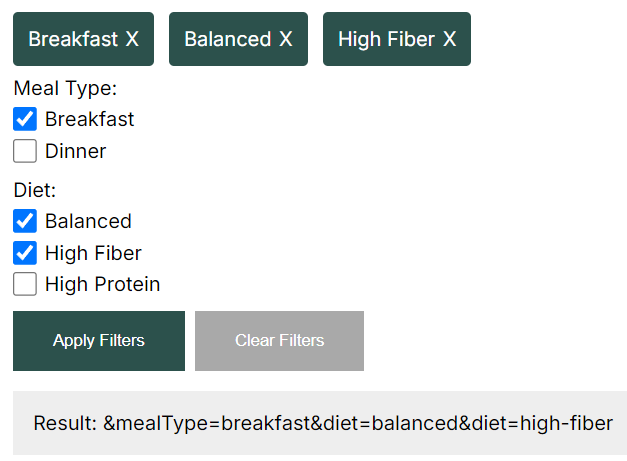 Breakfast X Balanced X High Fiber X
Meal Type:
Breakfast
Dinner
Diet:
Balanced
High Fiber
High Protein
Apply Filters Clear Filters
Result: &mealType=breakfast&diet=balanced&diet=high-fiber